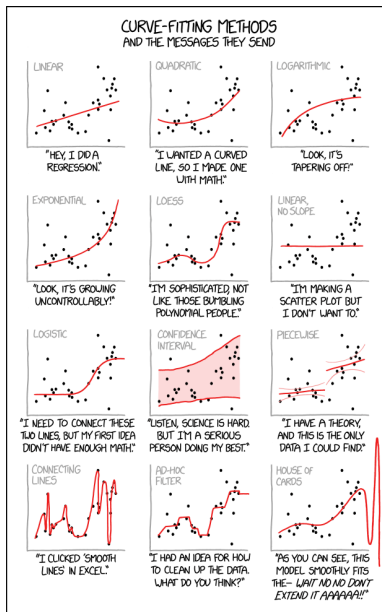 CURVE-FITTING METHODS
AND THE MESSAGES THEY SEND
LINEAR
"HEY, I DID A
REGRESSION."
QUADRATIC
"I WANTED A CURVED
LINE, SO I MADE ONE
WITH MATH."
LOGARITHMIC
"LOOK, IT'S
TAPERING OFF!"
EXPONENTIAL
"LOOK, IT'S GROWING
UNCONTROLLABLY!"
LOESS
"I'M SOPHISTICATED, NOT
LIKE THOSE BUMBLING
POLYNOMIAL PEOPLE."
LINEAR,
NO SLOPE
"I'M MAKING A
SCATTER PLOT BUT
I DON'T WANT TO."
LOGISTIC
"I NEED TO CONNECT THESE
TWO LINES, BUT MY FIRST IDEA
DIDN'T HAVE ENOUGH MATH."
CONFIDENCE
INTERVAL
"LISTEN, SCIENCE IS HARD.
BUT I'M A SERIOUS
PERSON DOING MY BEST."
PIECEWISE
"I HAVE A THEORY,
AND THIS IS THE ONLY
DATA I COULD FIND."
CONNECTING
LINES
"I CLICKED 'SMOOTH
LINES' IN EXCEL."
AD-HOC
FILTER
"I HAD AN IDEA FOR HOW
TO CLEAN UP THE DATA.
WHAT DO YOU THINK?"
HOUSE OF
CARDS
"AS YOU CAN SEE, THIS
MODEL SMOOTHLY FITS
THE- WAIT NO NO DON'T
EXTEND IT AAAAAA!!"